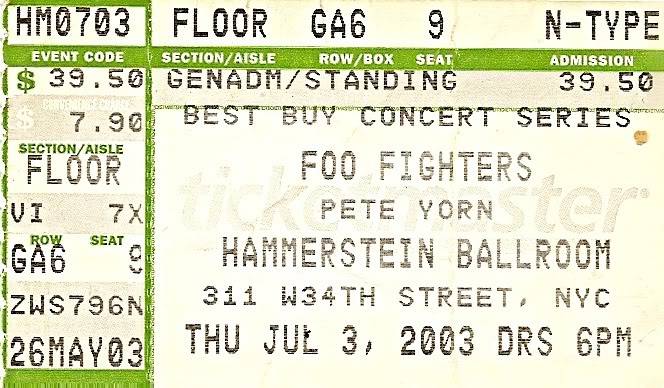 HM0703 FLOOR GA6 9 N-TYPE
EVENT CODE SECTION/AISLE ROW/BOX SEAT ADMISSION
$ 39.50 GENADM/STANDING 39.50
CONVENIENCE CHARGE
$ 7.90 BEST BUY CONCERT SERIES
SECTION/AISLE
FLOOR FOO FIGHTERS
ticketmaster
VI 7X PETE YORN
ROW SEAT
GA6 9 HAMMERSTEIN BALLROOM
ZWS796N 311 W34TH STREET, NYC
26MAY03 THU JUL 3, 2003 DRS 6PM